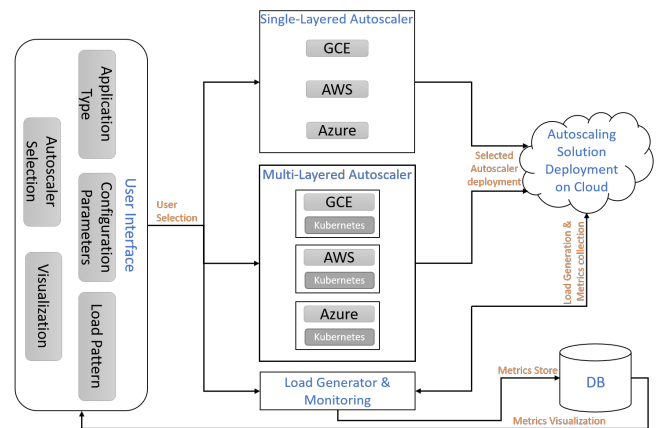 Application
Type
Autoscaler
Selection
Configuration
Parameters
Visualization
Load Pattern
User Interface
User
Selection
Single-Layered Autoscaler
GCE
AWS
Azure
Multi-Layered Autoscaler
GCE
Kubernetes
AWS
Kubernetes
Azure
Kubernetes
Load Generator &
Monitoring
Selected
Autoscaler
deployment
Autoscaling
Solution
Deployment
on Cloud
Load Generation &
Metrics collection
Metrics Store
DB
Metrics Visualization